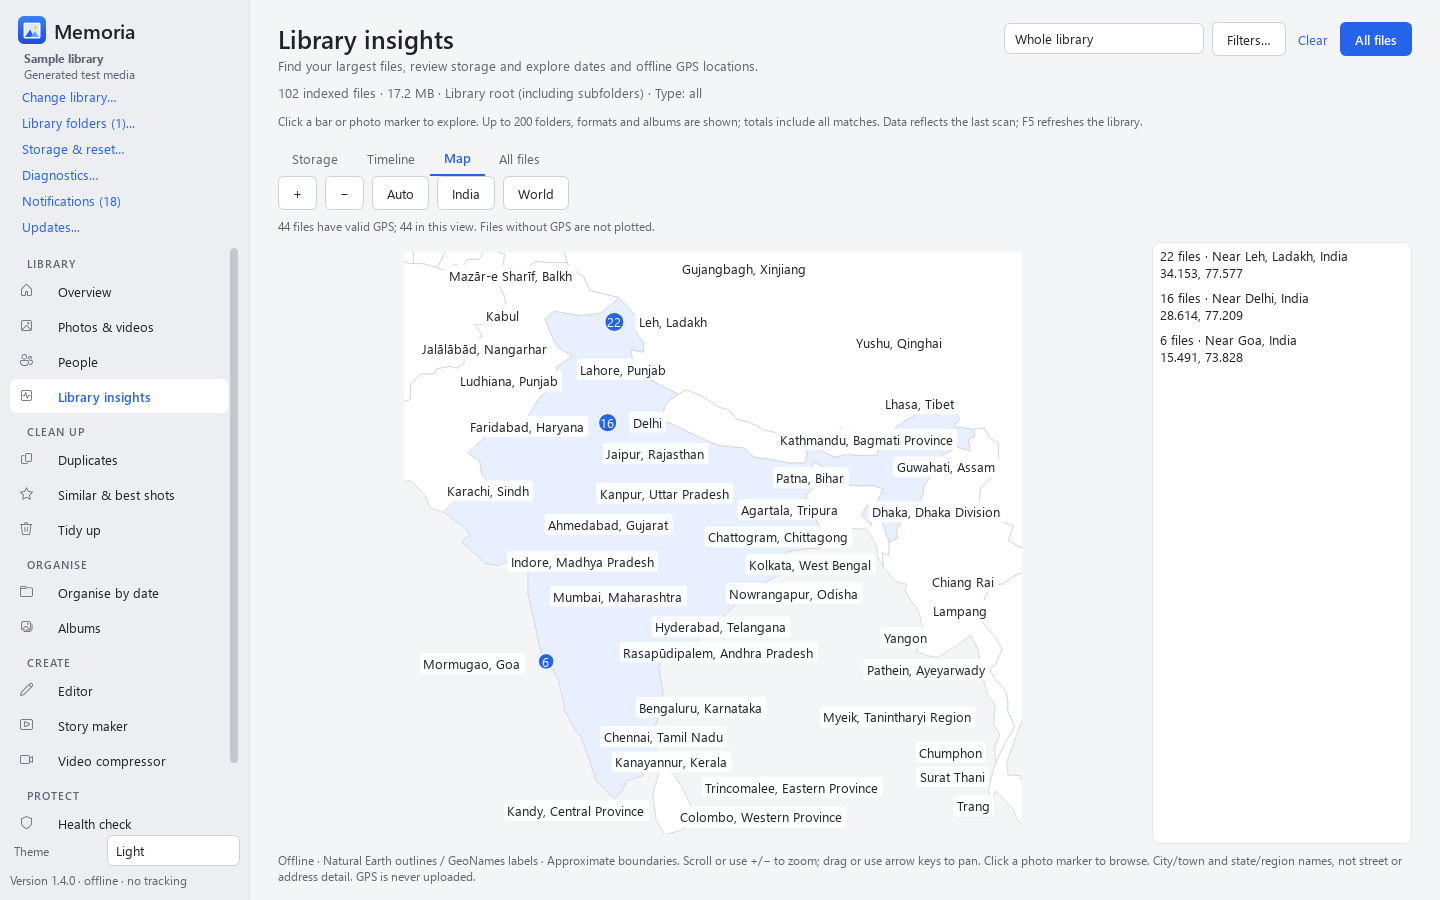 Memoria
Sample library
Generated test media
Change library...
Library folders (1)...
Storage & reset...
Diagnostics...
Notifications (18)
Updates...
LIBRARY
Overview
Photos & videos
People
Library insights
CLEAN UP
Duplicates
Similar & best shots
Tidy up
ORGANISE
Organise by date
Albums
CREATE
Editor
Story maker
Video compressor
PROTECT
Health check
Theme
Light
Version 1.4.0 · offline · no tracking
Library insights
Whole library
Filters...
Clear
All files
Find your largest files, review storage and explore dates and offline GPS locations.
102 indexed files · 17.2 MB · Library root (including subfolders) · Type: all
Click a bar or photo marker to explore. Up to 200 folders, formats and albums are shown; totals include all matches. Data reflects the last scan; F5 refreshes the library.
Storage
Timeline
Map
All files
+
−
Auto
India
World
44 files have valid GPS; 44 in this view. Files without GPS are not plotted.
Mazār-e Sharīf, Balkh
Gujangbagh, Xinjiang
Kabul
22
Leh, Ladakh
Jalālābād, Nangarhar
Yushu, Qinghai
Lahore, Punjab
Ludhiana, Punjab
Lhasa, Tibet
Faridabad, Haryana
16
Delhi
Kathmandu, Bagmati Province
Jaipur, Rajasthan
Guwahati, Assam
Patna, Bihar
Karachi, Sindh
Kanpur, Uttar Pradesh
Agartala, Tripura
Dhaka, Dhaka Division
Ahmedabad, Gujarat
Chattogram, Chittagong
Indore, Madhya Pradesh
Kolkata, West Bengal
Chiang Rai
Mumbai, Maharashtra
Nowrangapur, Odisha
Lampang
Hyderabad, Telangana
Yangon
Rasapūdipalem, Andhra Pradesh
Mormugao, Goa
6
Pathein, Ayeyarwady
Bengaluru, Karnataka
Myeik, Tanintharyi Region
Chennai, Tamil Nadu
Chumphon
Kanayannur, Kerala
Surat Thani
Trincomalee, Eastern Province
Trang
Kandy, Central Province
Colombo, Western Province
22 files · Near Leh, Ladakh, India
34.153, 77.577
16 files · Near Delhi, India
28.614, 77.209
6 files · Near Goa, India
15.491, 73.828
Offline · Natural Earth outlines / GeoNames labels · Approximate boundaries. Scroll or use +/− to zoom; drag or use arrow keys to pan. Click a photo marker to browse. City/town and state/region names, not street or
address detail. GPS is never uploaded.